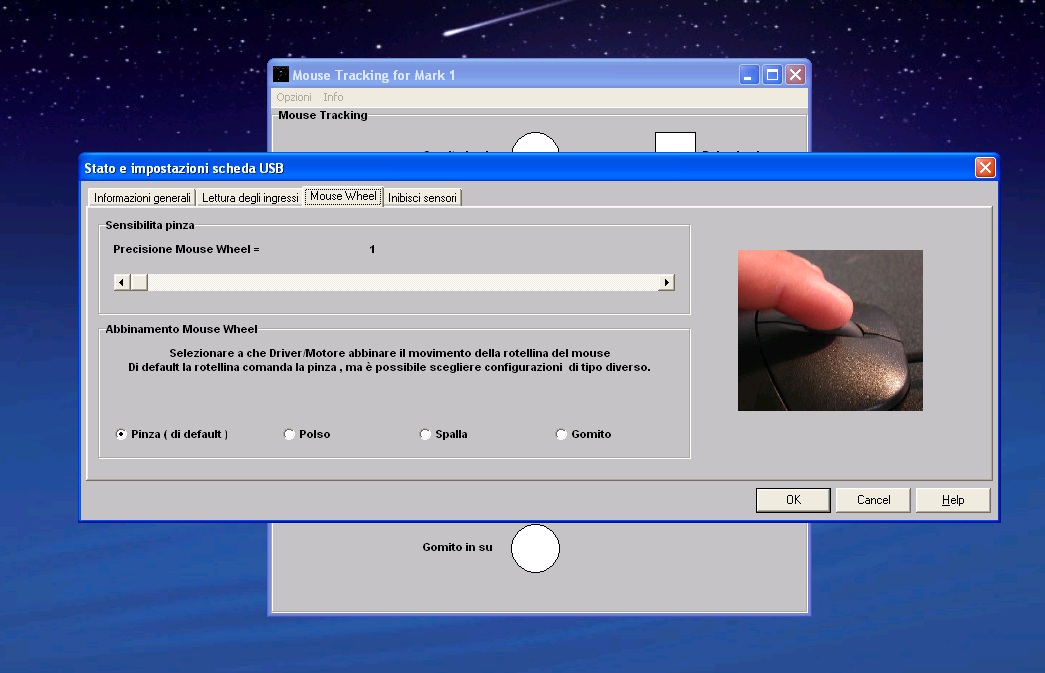 Mouse Tracking for Mark 1
Opzioni Info
Mouse Tracking
Stato e impostazioni scheda USB
Informazioni generali Lettura degli ingressi Mouse Wheel Inibisci sensori
Sensibilita pinza
Precisione Mouse Wheel = 1
Abbinamento Mouse Wheel
Selezionare a che Driver/Motore abbinare il movimento della rotellina del mouse
Di default la rotellina comanda la pinza , ma è possibile scegliere configurazioni di tipo diverso.
Pinza ( di default ) Polso Spalla Gomito
OK Cancel Help
Gomito in su